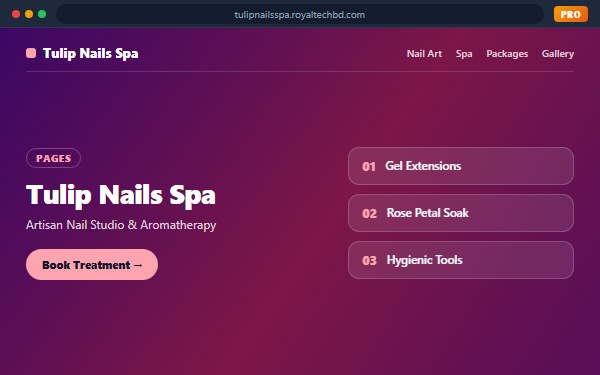 tulipnailsspa.royaltechbd.com
PRO
Tulip Nails Spa
Nail Art Spa Packages Gallery
PAGES
Tulip Nails Spa
Artisan Nail Studio & Aromatherapy
Book Treatment →
01 Gel Extensions
02 Rose Petal Soak
03 Hygienic Tools